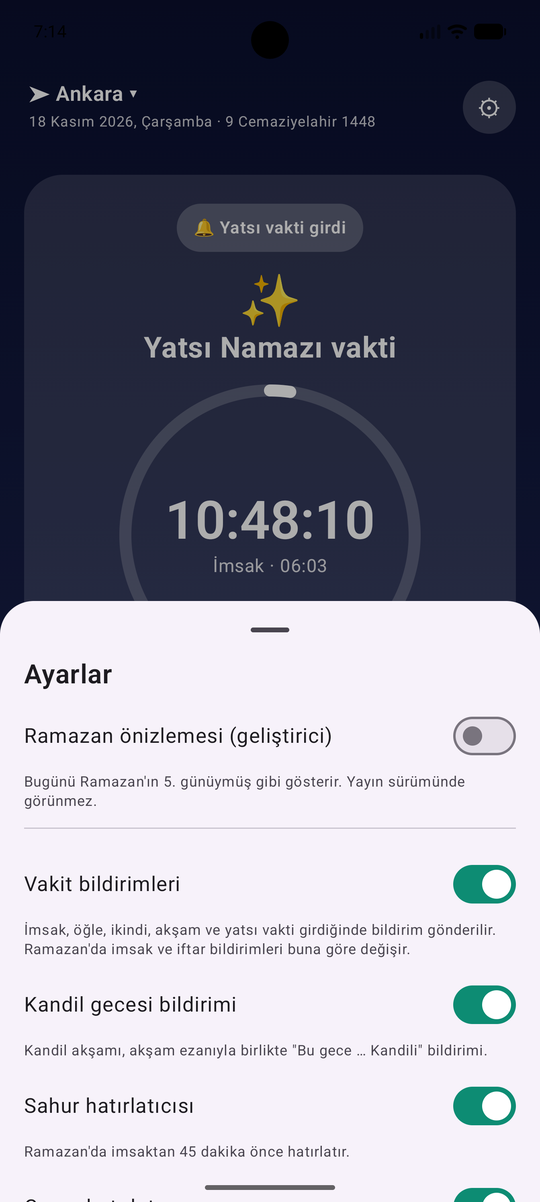 7:14
Ankara ▾
18 Kasım 2026, Çarşamba · 9 Cemaziyelahir 1448
Yatsı vakti girdi
Yatsı Namazı vakti
10:48:10
İmsak · 06:03
Ayarlar
Ramazan önizlemesi (geliştirici)
Bugünü Ramazan'ın 5. günüymüş gibi gösterir. Yayın sürümünde
görünmez.
Vakit bildirimleri
İmsak, öğle, ikindi, akşam ve yatsı vakti girdiğinde bildirim gönderilir.
Ramazan'da imsak ve iftar bildirimleri buna göre değişir.
Kandil gecesi bildirimi
Kandil akşamı, akşam ezanıyla birlikte "Bu gece … Kandili" bildirimi.
Sahur hatırlatıcısı
Ramazan'da imsaktan 45 dakika önce hatırlatır.